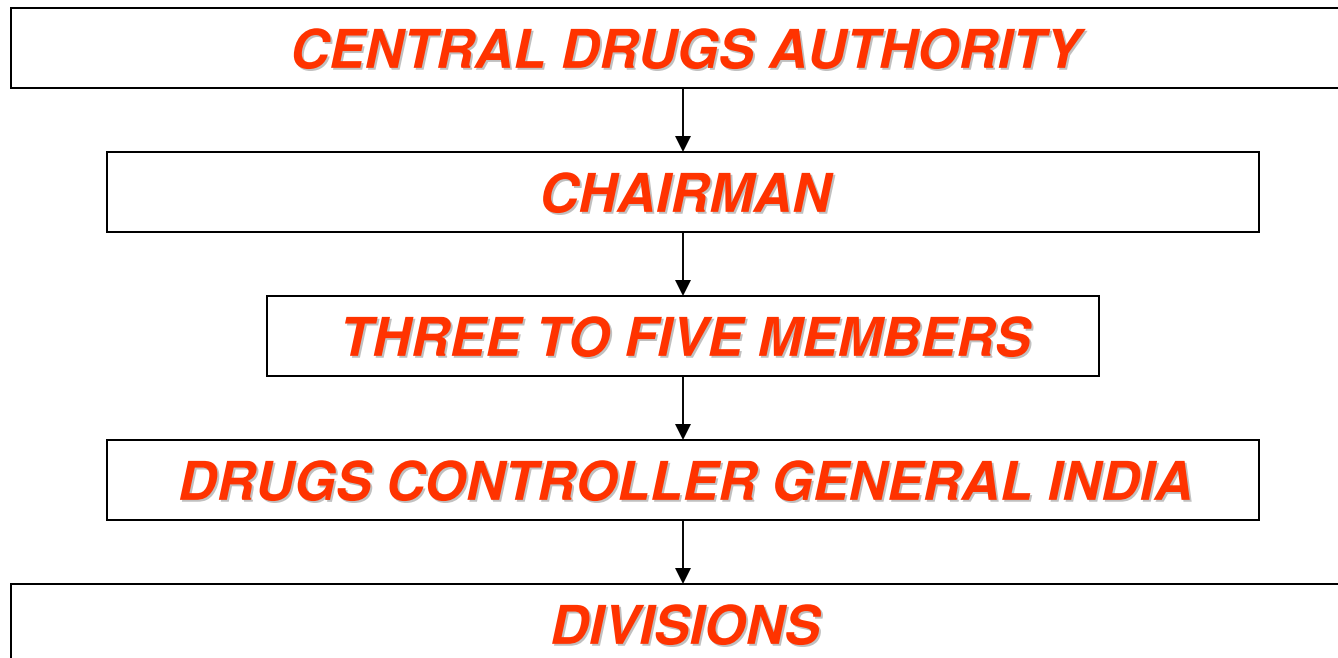 CENTRAL DRUGS AUTHORITY
CHAIRMAN
THREE TO FIVE MEMBERS
DRUGS CONTROLLER GENERAL INDIA
DIVISIONS